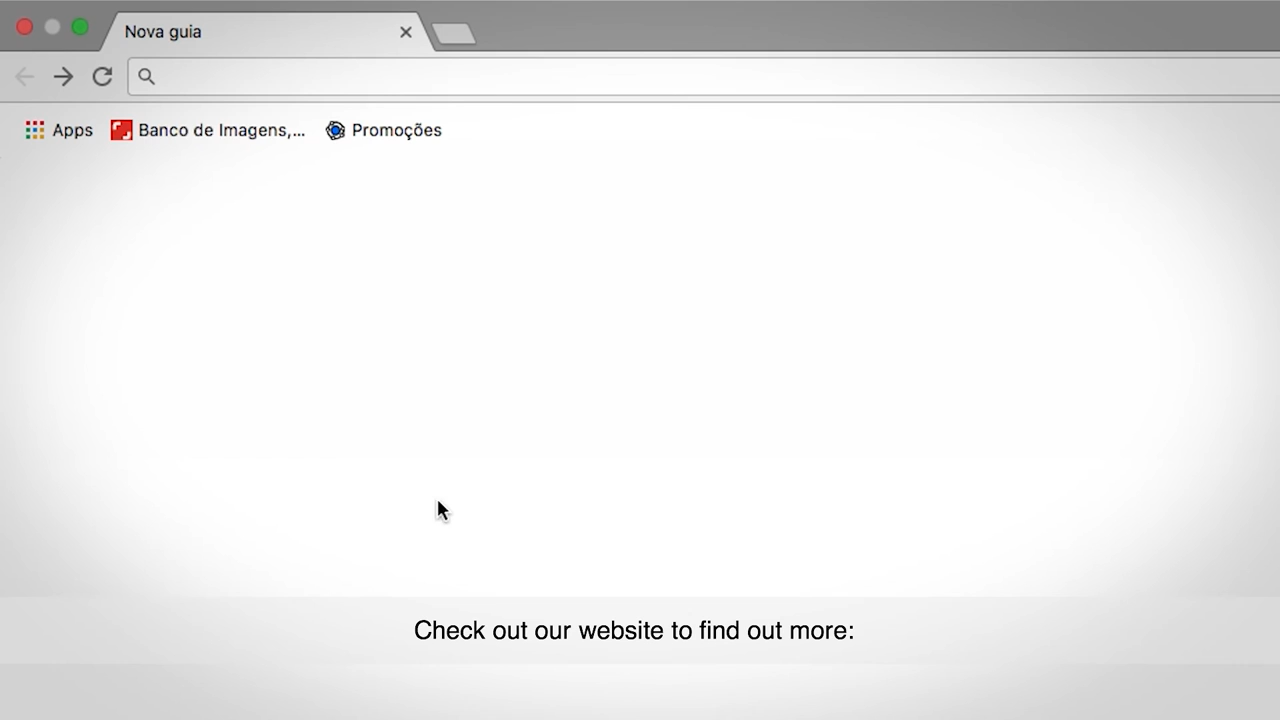 Nova guia
Apps
Banco de Imagens,...
Promoções
Check out our website to find out more: